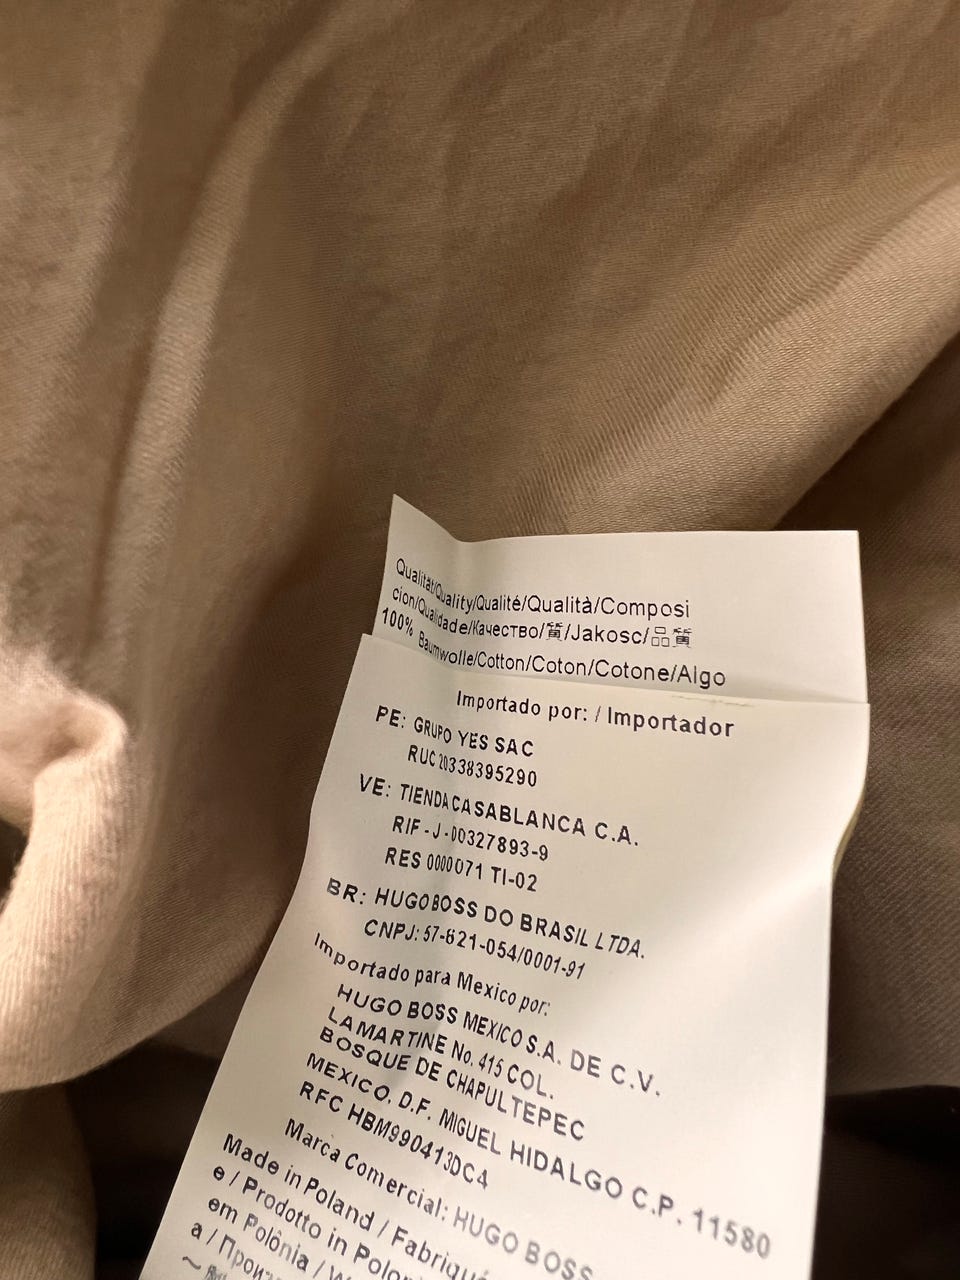 Qualität/Quality/Qualité/Qualità/Composi
cion/Qualidade/Качество/質/Jakosc/品質
100% Baumwolle/Cotton/Coton/Cotone/Algo
Importado por: / Importador
PE: GRUPO YES SAC
RUC 20338395290
VE: TIENDA CASABLANCA C.A.
RIF-J-00327893-9
RES 0000071 TI-02
BR: HUGO BOSS DO BRASIL LTDA.
CNPJ: 57-621-054/0001-91
Importado para Mexico por:
HUGO BOSS MEXICO S.A. DE C.V.
LAMARTINE No. 415 COL.
BOSQUE DE CHAPULTEPEC
MEXICO, D.F. MIGUEL HIDALGO C.P. 11580
RFC HBM990413DC4
Marca Comercial: HUGO BOSS
Made in Poland / Fabriqué
e / Prodotto in Polon
em Polônia / W
a / Произ